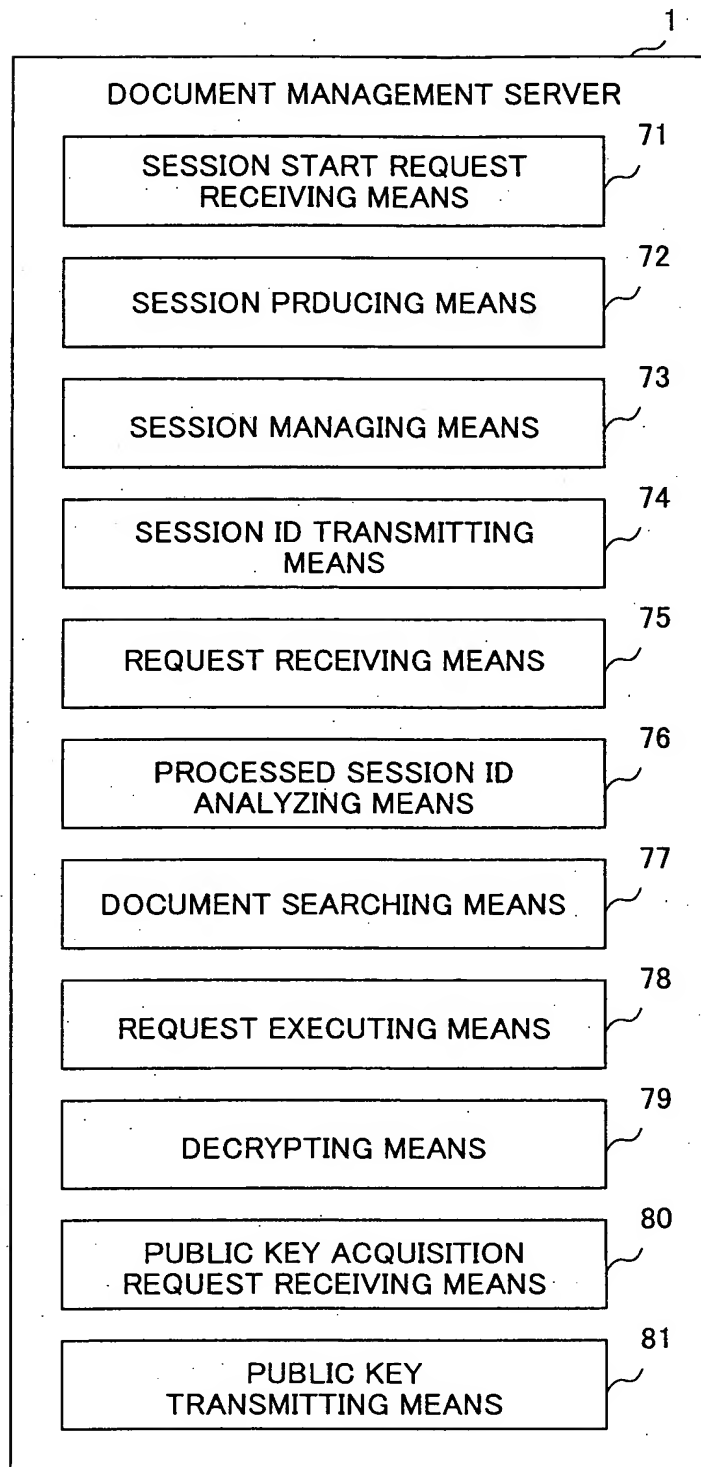 1
DOCUMENT MANAGEMENT SERVER
71
SESSION START REQUEST
RECEIVING MEANS
72
SESSION PRDUCING MEANS
73
SESSION MANAGING MEANS
74
SESSION ID TRANSMITTING
MEANS
75
REQUEST RECEIVING MEANS
76
PROCESSED SESSION ID
ANALYZING MEANS
77
DOCUMENT SEARCHING MEANS
78
REQUEST EXECUTING MEANS
79
DECRYPTING MEANS
80
PUBLIC KEY ACQUISITION
REQUEST RECEIVING MEANS
81
PUBLIC KEY
TRANSMITTING MEANS